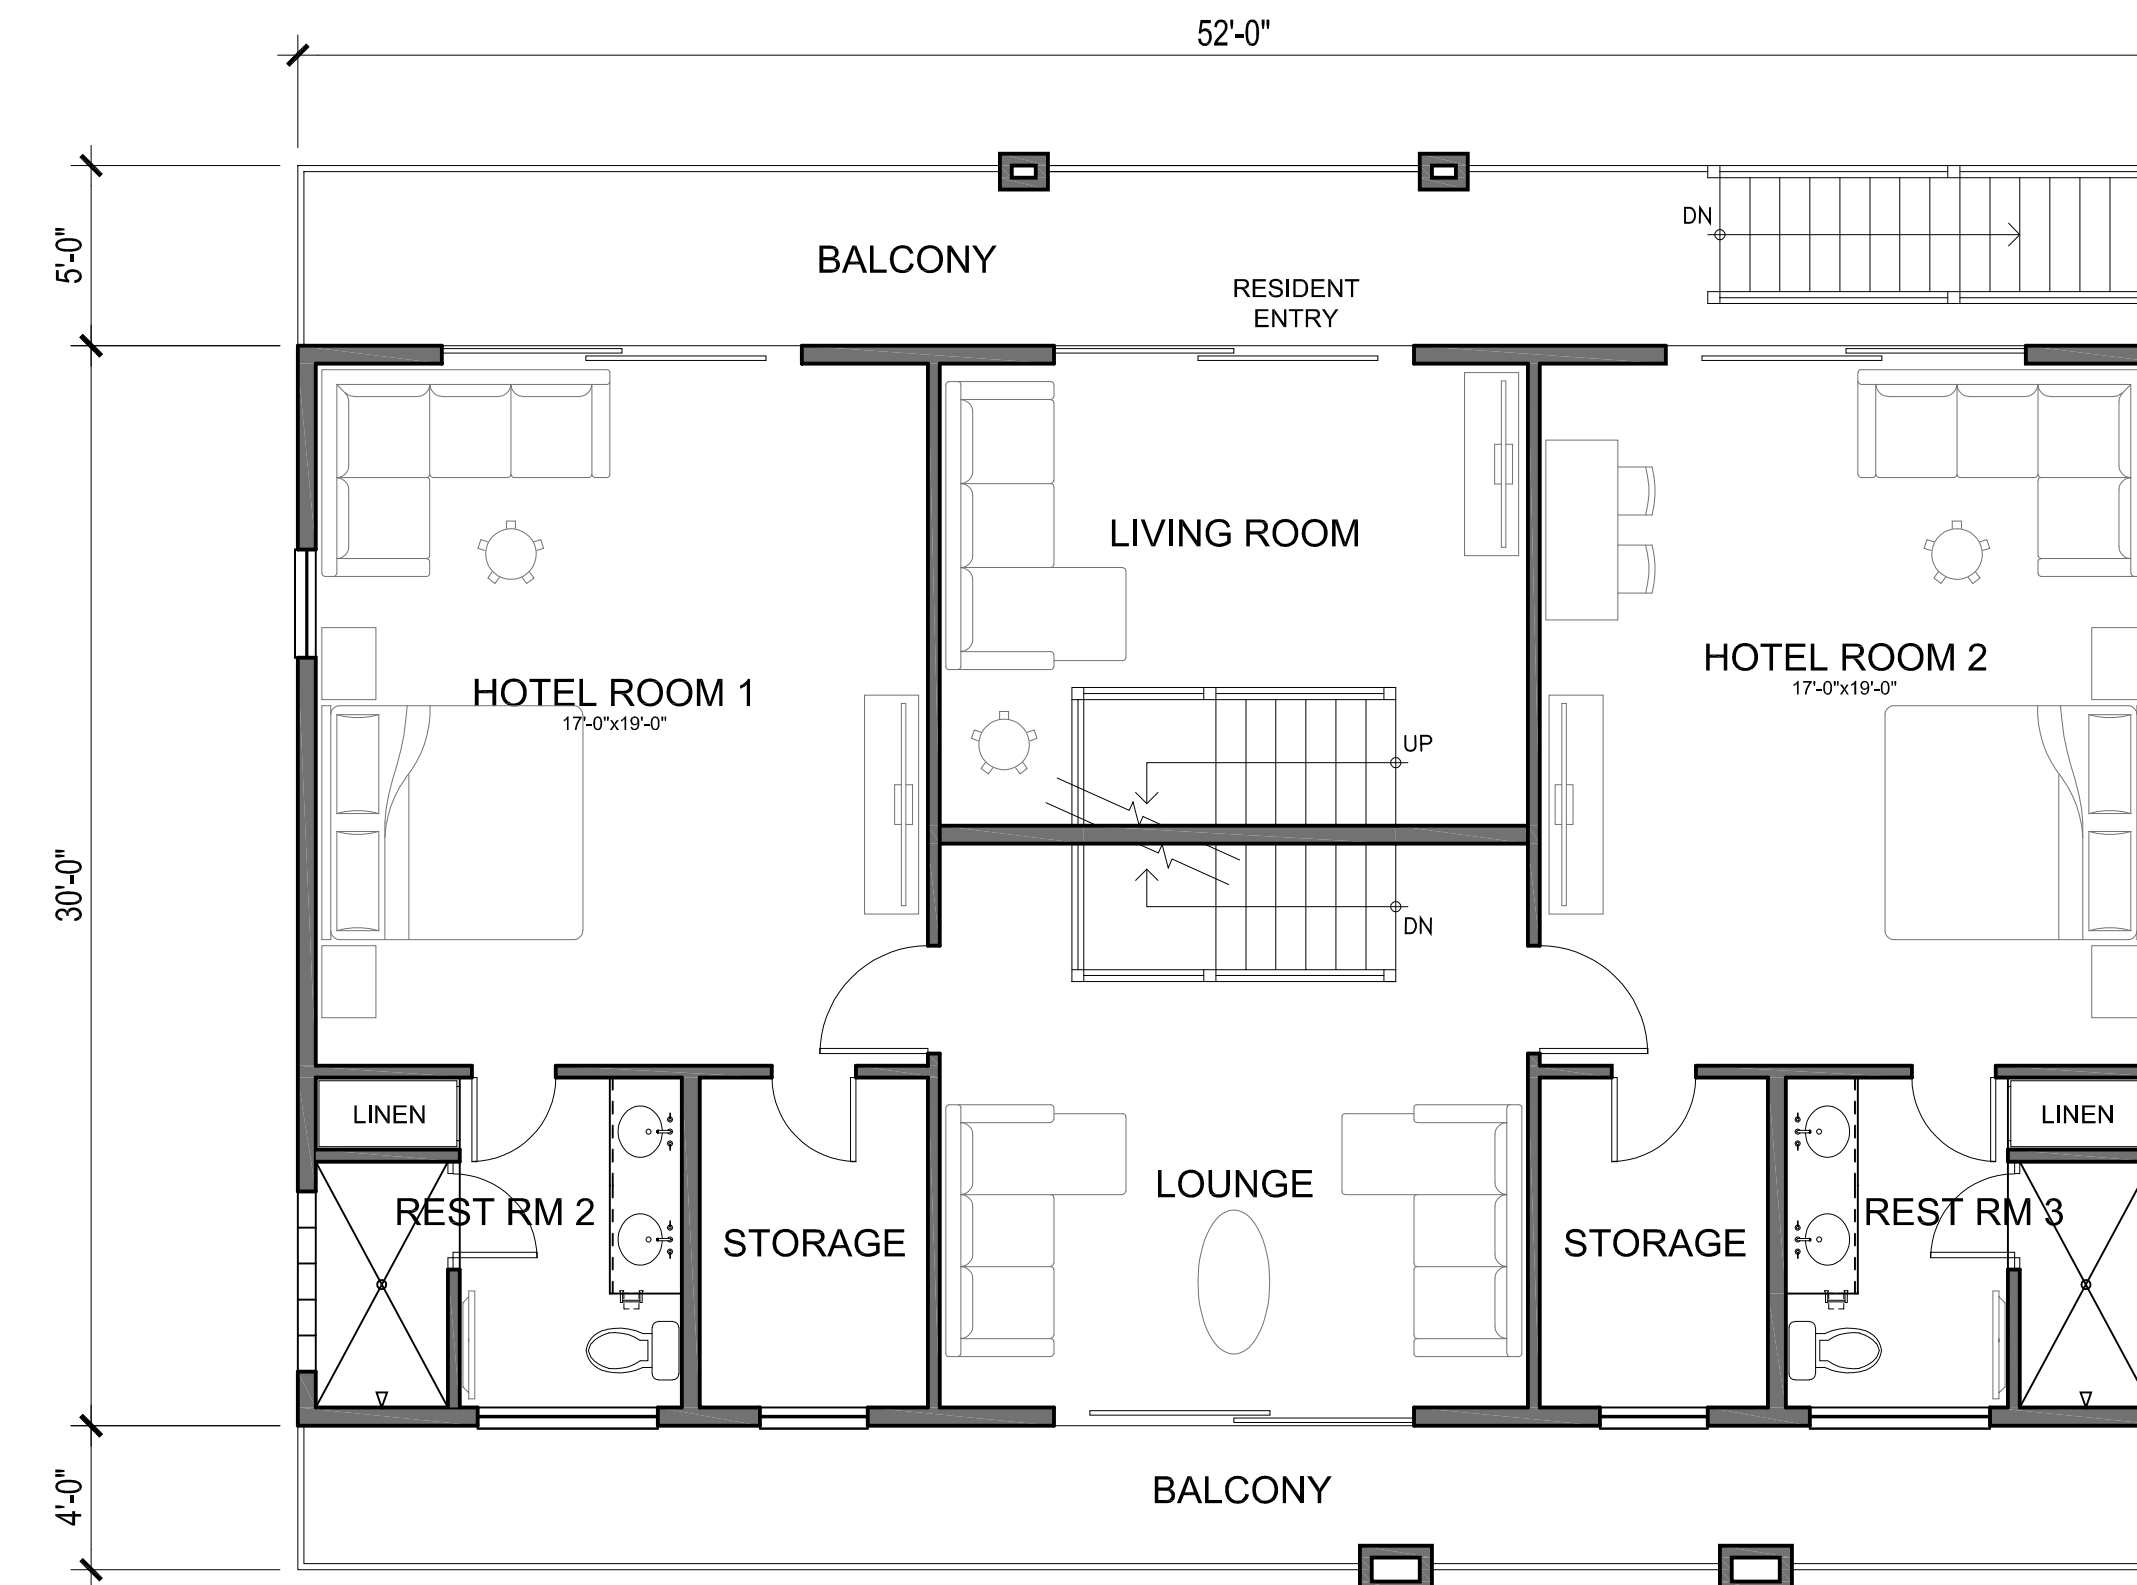 52'-0"
5'-0"
DN
BALCONY
RESIDENT
ENTRY
LIVING ROOM
HOTEL ROOM 2
17'-0"x19'-0"
HOTEL ROOM 1
17'-0"x19'-0"
UP
30'-0"
DN
LINEN
LINEN
LOUNGE
REST RM 2
REST RM 3
STORAGE
STORAGE
BALCONY
4'-0"